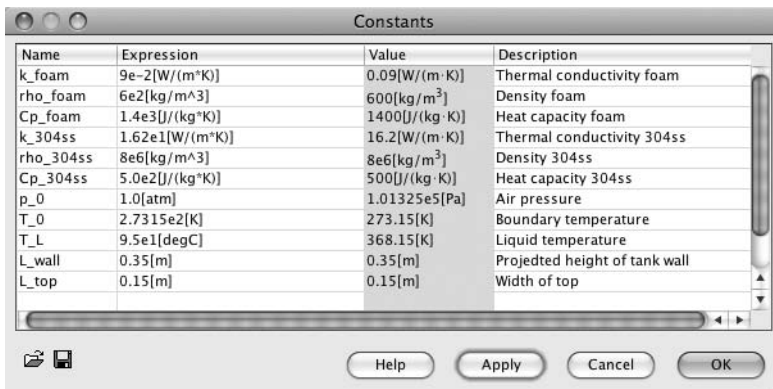 Constants
Name Expression Value Description
k_foam 9e-2[W/(m*K)] 0.09[W/(m·K)] Thermal conductivity foam
rho_foam 6e2[kg/m^3] 600[kg/m³] Density foam
Cp_foam 1.4e3[J/(kg*K)] 1400[J/(kg·K)] Heat capacity foam
k_304ss 1.62e1[W/(m*K)] 16.2[W/(m·K)] Thermal conductivity 304ss
rho_304ss 8e6[kg/m^3] 8e6[kg/m³] Density 304ss
Cp_304ss 5.0e2[J/(kg*K)] 500[J/(kg·K)] Heat capacity 304ss
p_0 1.0[atm] 1.01325e5[Pa] Air pressure
T_0 2.7315e2[K] 273.15[K] Boundary temperature
T_L 9.5e1[degC] 368.15[K] Liquid temperature
L_wall 0.35[m] 0.35[m] Projedted height of tank wall
L_top 0.15[m] 0.15[m] Width of top
Help Apply Cancel OK